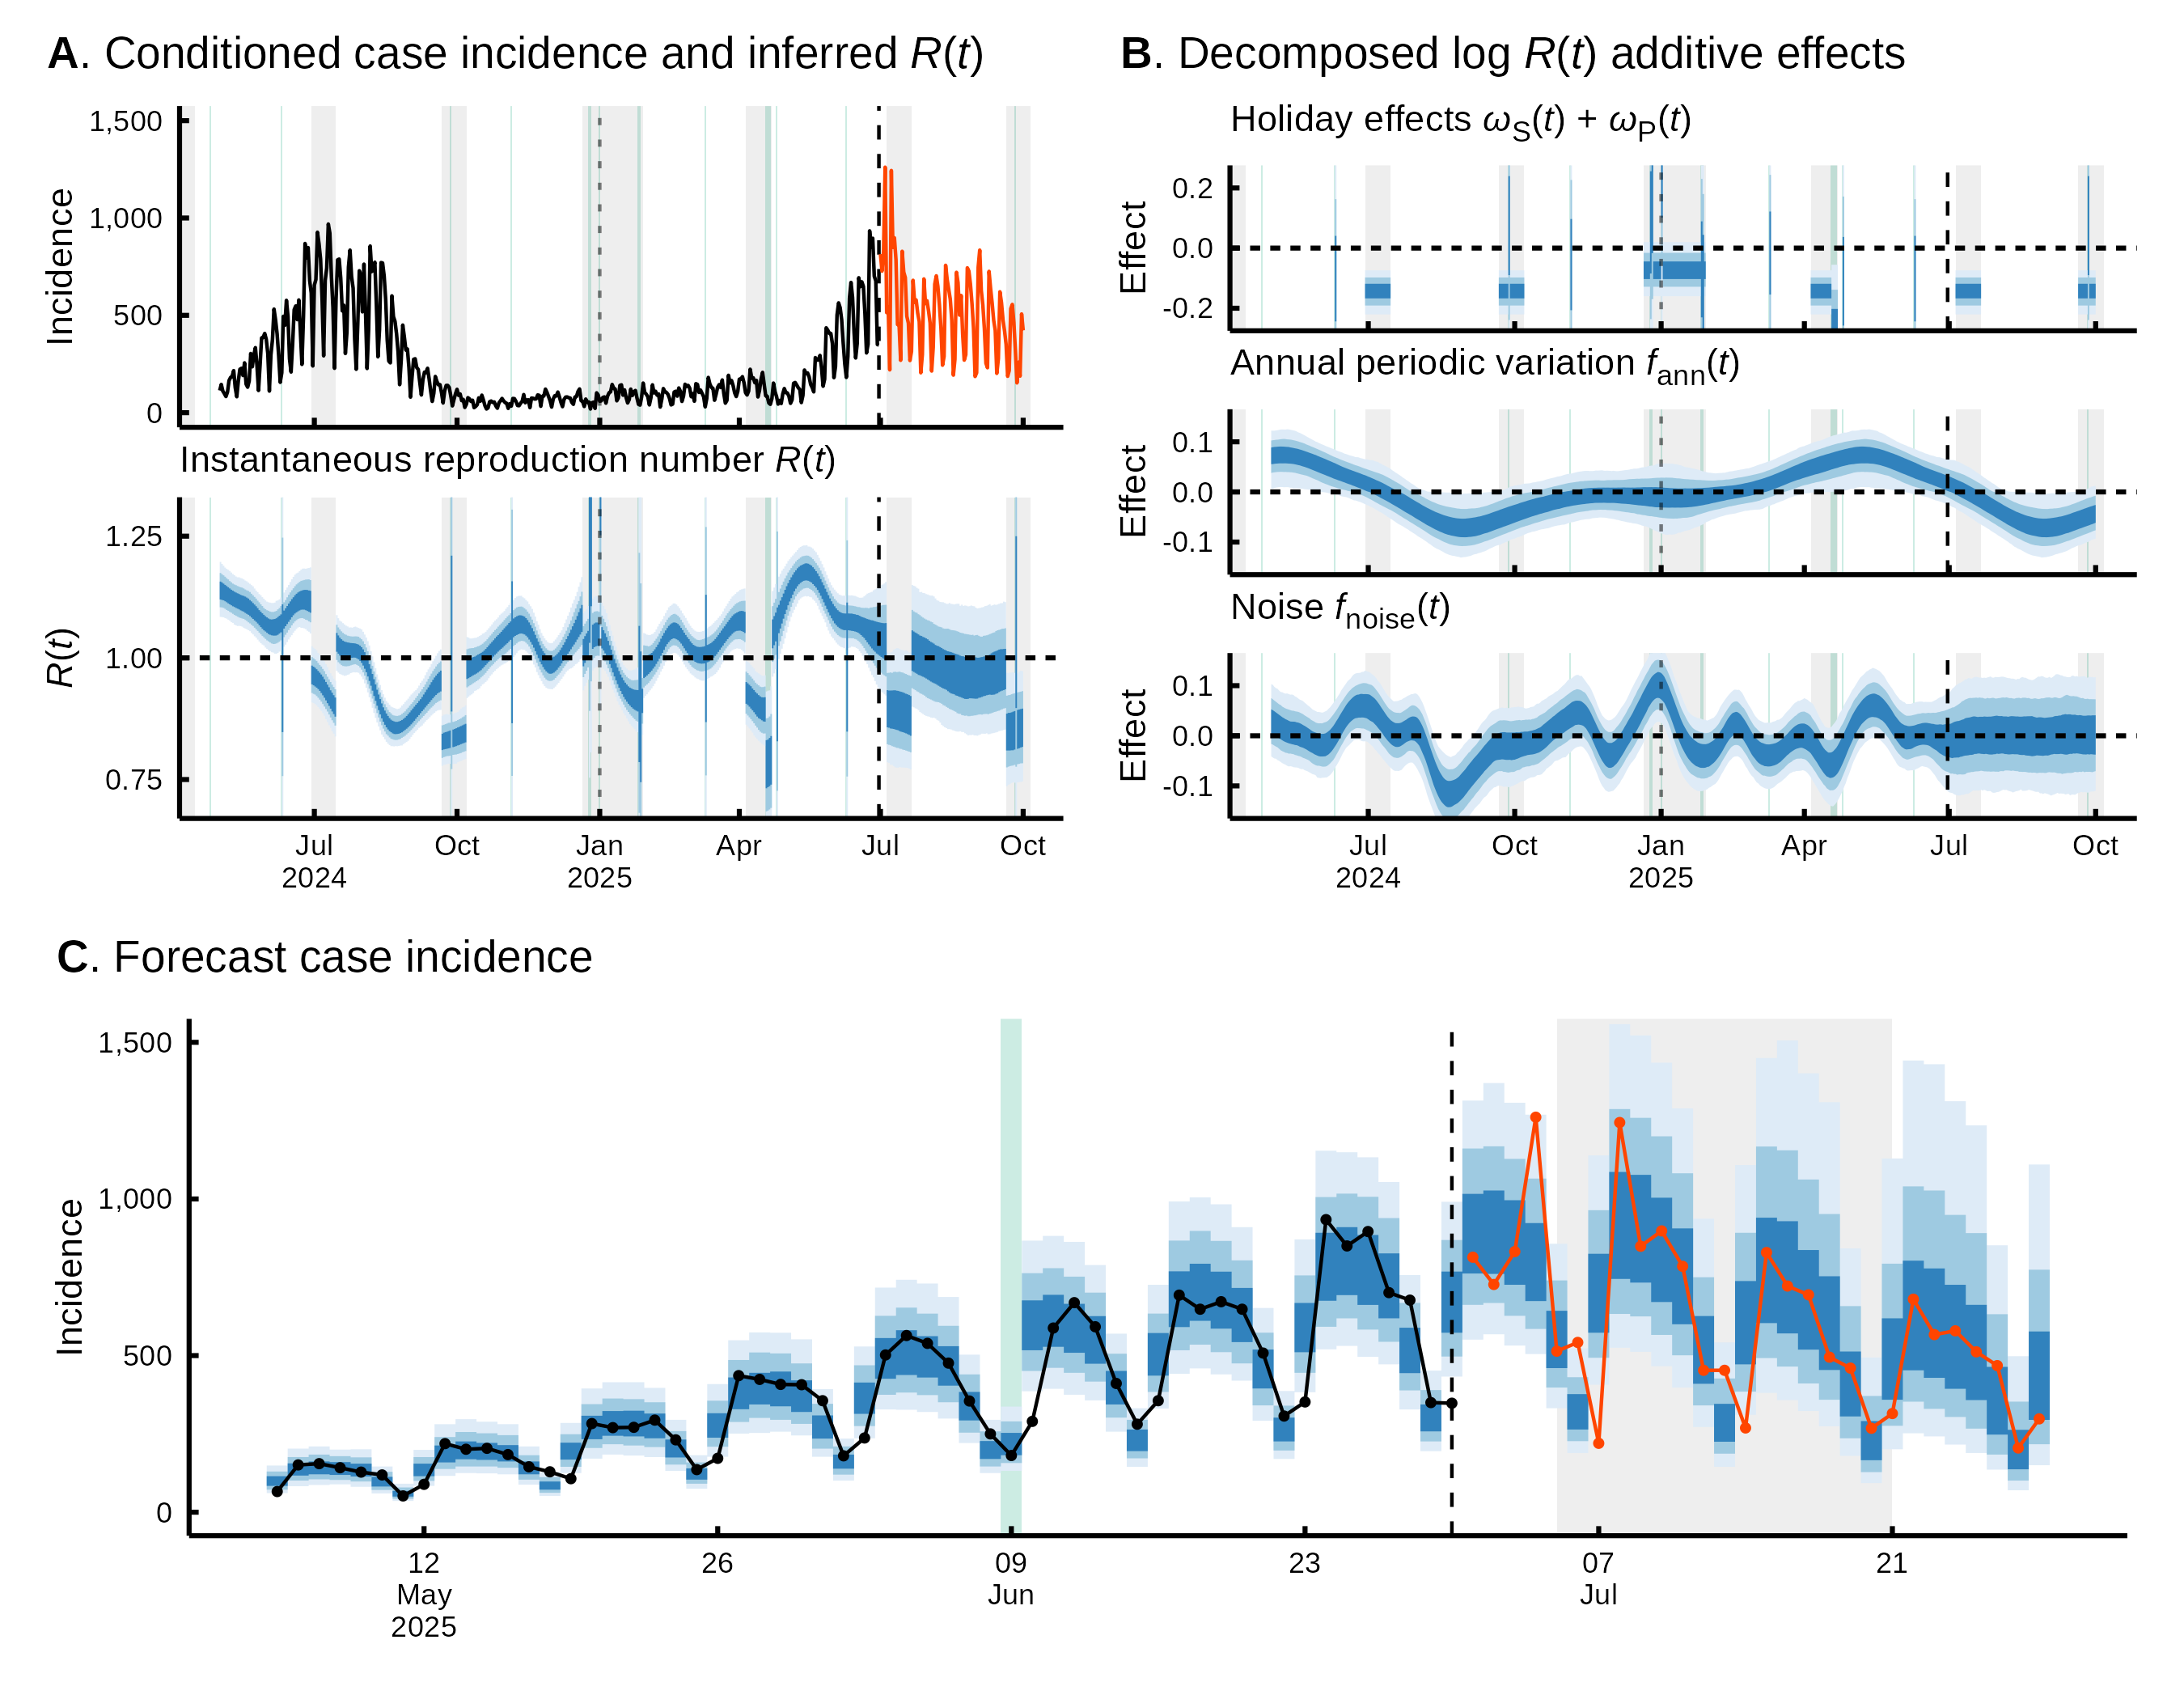 A. Conditioned case incidence and inferred R(t)
1,500
1,000
500
0
Incidence
Instantaneous reproduction number R(t)
1.25
1.00
0.75
R(t)
Jul Oct Jan Apr Jul Oct
2024 2025
B. Decomposed log R(t) additive effects
Holiday effects ωS(t) + ωP(t)
0.2
0.0
-0.2
Effect
Annual periodic variation fann(t)
0.1
0.0
-0.1
Effect
Noise fnoise(t)
0.1
0.0
-0.1
Effect
Jul Oct Jan Apr Jul Oct
2024 2025
C. Forecast case incidence
1,500
1,000
500
0
Incidence
12 26 09 23 07 21
May Jun Jul
2025